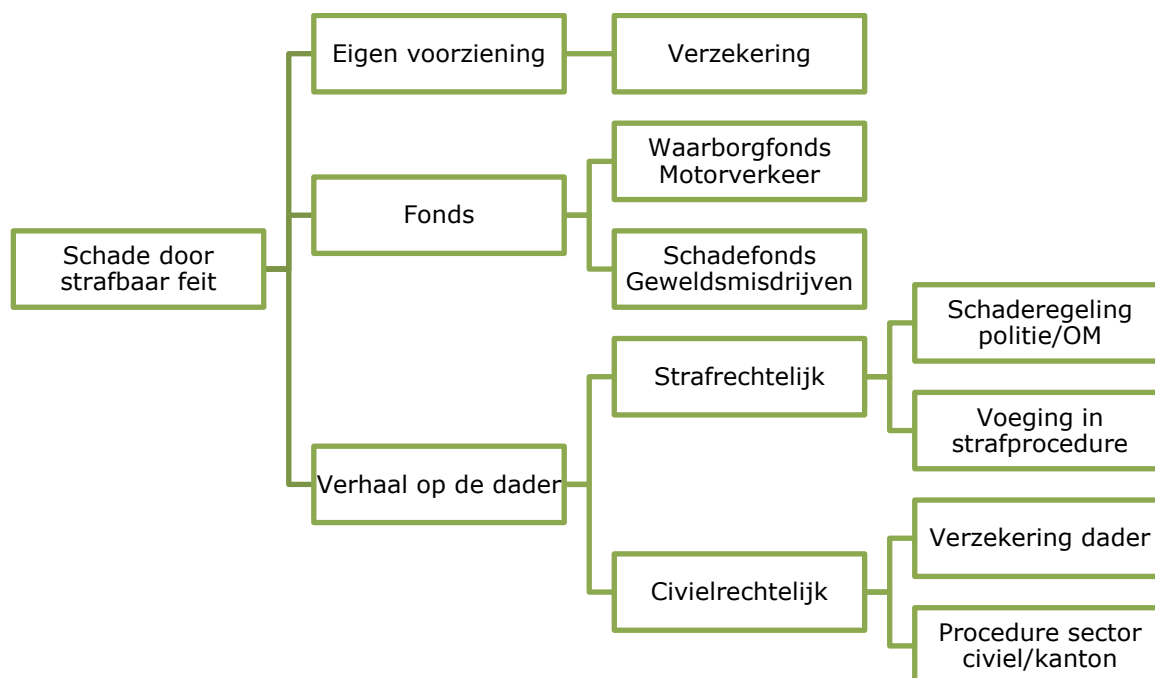 Schade door
strafbaar feit
Eigen voorziening
Verzekering
Fonds
Waarborgfonds
Motorverkeer
Schadefonds
Geweldsmisdrijven
Verhaal op de dader
Strafrechtelijk
Schaderegeling
politie/OM
Voeging in
strafprocedure
Civielrechtelijk
Verzekering dader
Procedure sector
civiel/kanton